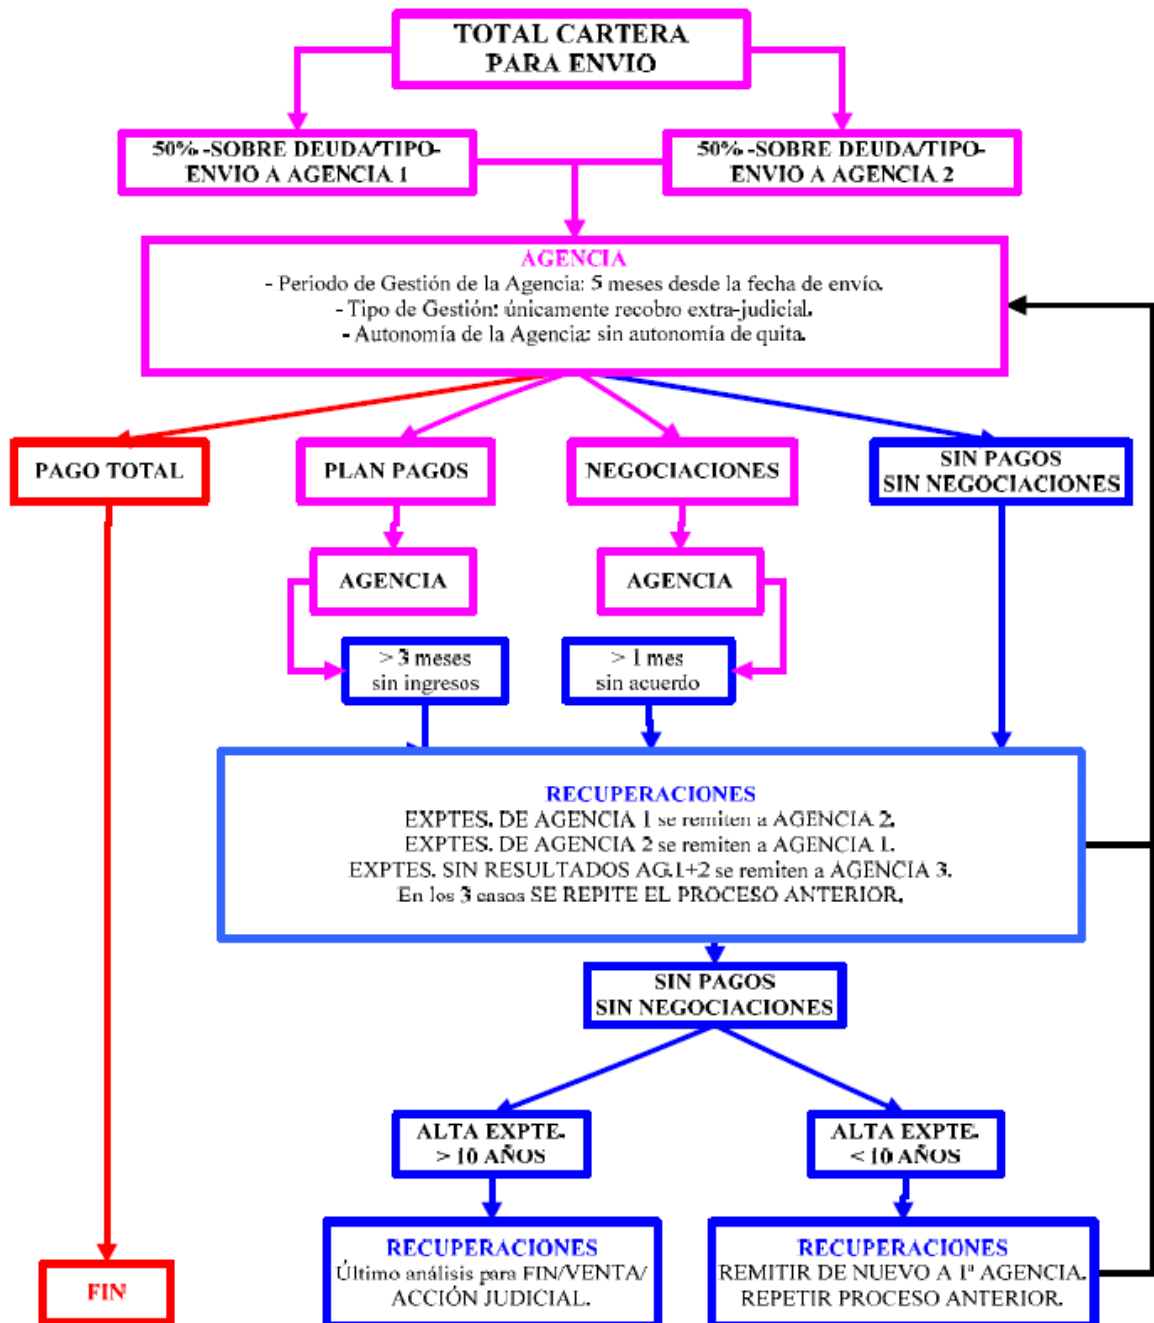 TOTAL CARTERA
PARA ENVIO
50% -SOBRE DEUDA/TIPO-
ENVIO A AGENCIA 1
50% -SOBRE DEUDA/TIPO-
ENVIO A AGENCIA 2
AGENCIA
- Periodo de Gestión de la Agencia: 5 meses desde la fecha de envío.
- Tipo de Gestión: únicamente recobro extra-judicial.
- Autonomía de la Agencia: sin autonomía de quita.
PAGO TOTAL
PLAN PAGOS
NEGOCIACIONES
SIN PAGOS
SIN NEGOCIACIONES
AGENCIA
AGENCIA
> 3 meses
sin ingresos
> 1 mes
sin acuerdo
RECUPERACIONES
EXPTES. DE AGENCIA 1 se remiten a AGENCIA 2.
EXPTES. DE AGENCIA 2 se remiten a AGENCIA 1.
EXPTES. SIN RESULTADOS AG.1+2 se remiten a AGENCIA 3.
En los 3 casos SE REPITE EL PROCESO ANTERIOR.
SIN PAGOS
SIN NEGOCIACIONES
ALTA EXPTE.
> 10 AÑOS
ALTA EXPTE.
< 10 AÑOS
RECUPERACIONES
Último análisis para FIN/VENTA/
ACCIÓN JUDICIAL.
RECUPERACIONES
REMITIR DE NUEVO A 1ª AGENCIA.
REPETIR PROCESO ANTERIOR.
FIN